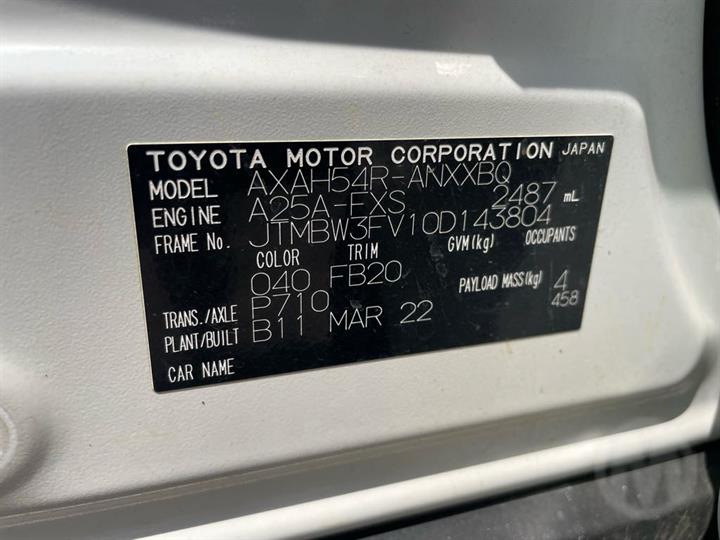 TOYOTA MOTOR CORPORATION JAPAN
MODEL AXAH54R-ANXXBQ
ENGINE A25A-FXS 2487 mL
FRAME NO. JTMBW3FV10D143804
COLOR TRIM GVM(kg) OCCUPANTS
040 FB20
TRANS./AXLE P710 PAYLOAD MASS(kg) 4
PLANT/BUILT B11 MAR 22 458
CAR NAME